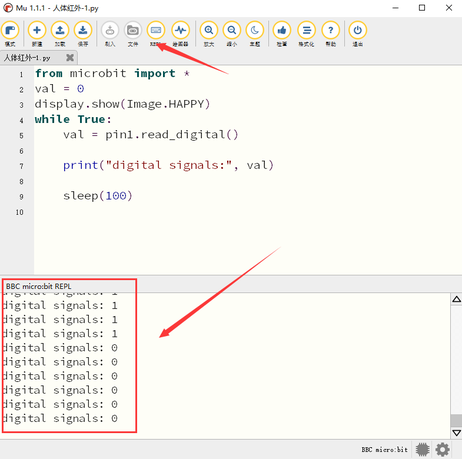 Mu 1.1.1 - 人体红外-1.py
模式 新建 加载 保存 刷入 文件 REPL 绘图器 放大 缩小 主题 检查 格式化 帮助 退出
人体红外-1.py
1 from microbit import *
2 val = 0
3 display.show(Image.HAPPY)
4 while True:
5 val = pin1.read_digital()
6
7 print("digital signals:", val)
8
9 sleep(100)
10
BBC micro:bit REPL
digital signals: 1
digital signals: 1
digital signals: 1
digital signals: 1
digital signals: 0
digital signals: 0
digital signals: 0
digital signals: 0
digital signals: 0
digital signals: 0
BBC micro:bit